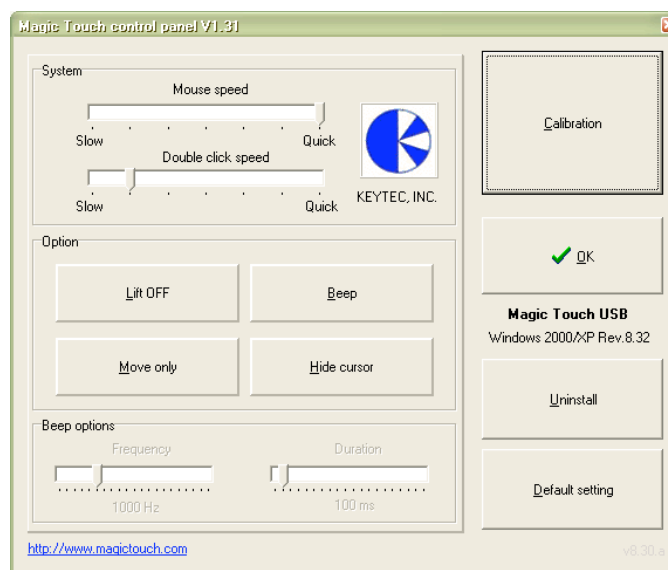 Magic Touch control panel V1.31
System
Mouse speed
Slow Quick
Double click speed
Slow Quick
KEYTEC, INC.
Calibration
Option
Lift OFF Beep
Move only Hide cursor
OK
Magic Touch USB
Windows 2000/XP Rev.8.32
Beep options
Frequency Duration
1000 Hz 100 ms
Uninstall
Default setting
http://www.magictouch.com
v8.30.a